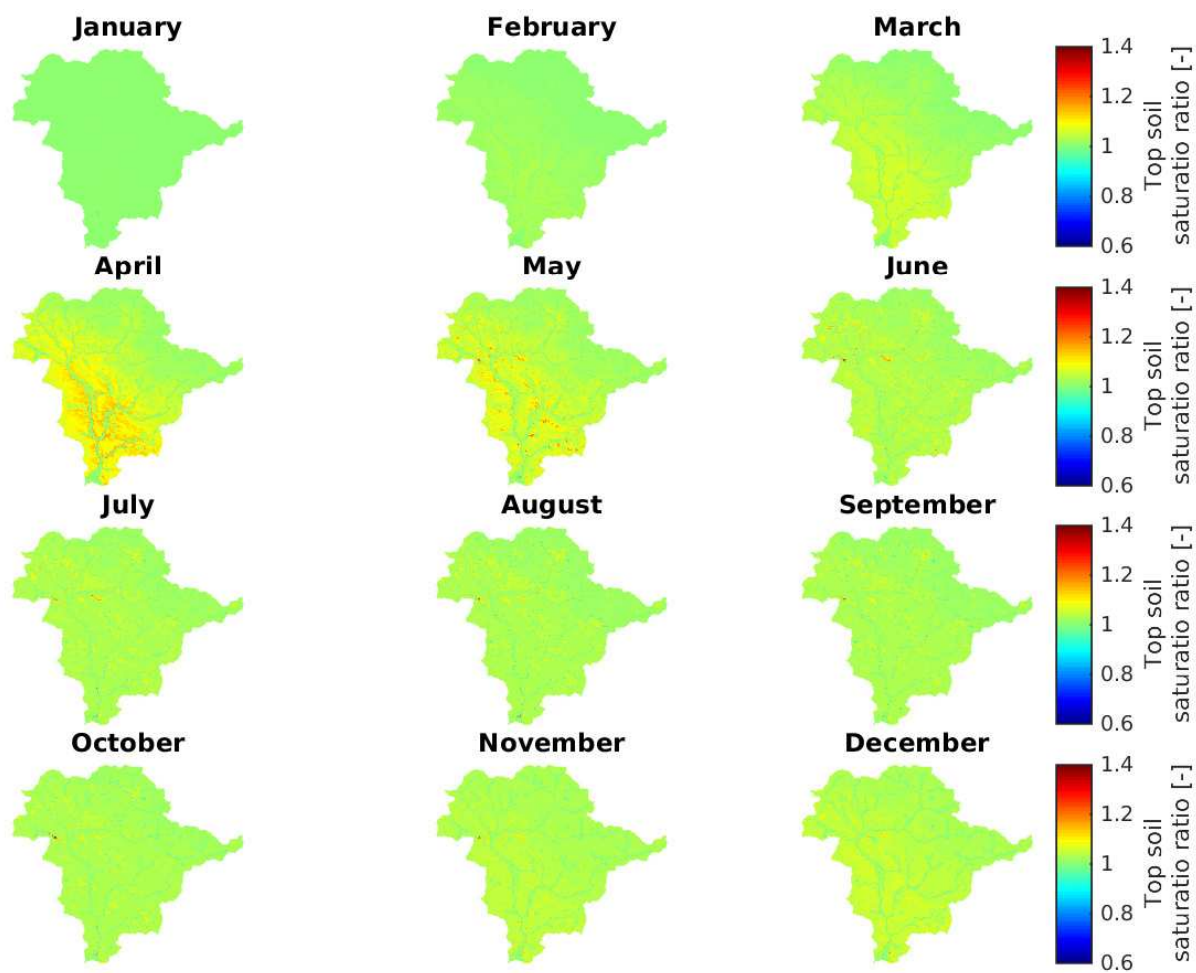 January
February
March
1.4
1.2
1
0.8
0.6
Top soil
saturatio ratio [-]
April
May
June
1.4
1.2
1
0.8
0.6
Top soil
saturatio ratio [-]
July
August
September
1.4
1.2
1
0.8
0.6
Top soil
saturatio ratio [-]
October
November
December
1.4
1.2
1
0.8
0.6
Top soil
saturatio ratio [-]